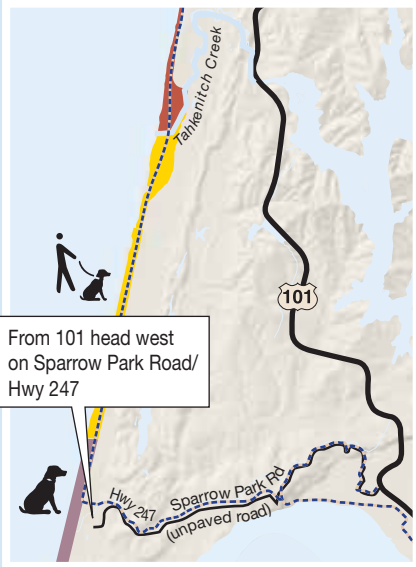 Tahkenitch Creek
101
From 101 head west
on Sparrow Park Road/
Hwy 247
Hwy 247
Sparrow Park Rd
(unpaved road)